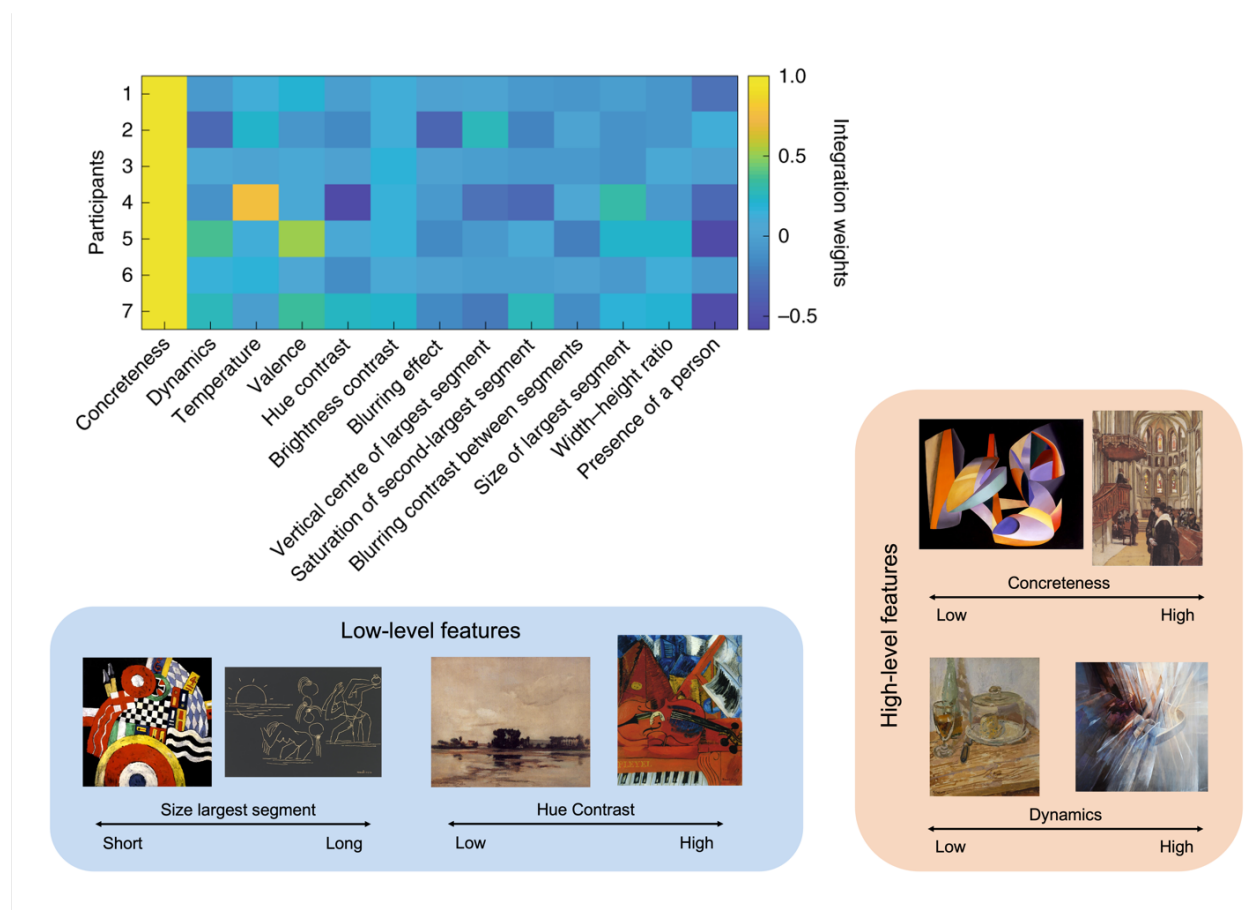 1
2
3
4
5
6
7
Participants
1.0
0.5
0
–0.5
Integration weights
Concreteness
Dynamics
Temperature
Valence
Hue contrast
Brightness contrast
Blurring effect
Vertical centre of largest segment
Saturation of second-largest segment
Blurring contrast between segments
Size of largest segment
Width–height ratio
Presence of a person
Low-level features
PLEYEL
Size largest segment
Short Long
Hue Contrast
Low High
High-level features
Concreteness
Low High
Dynamics
Low High